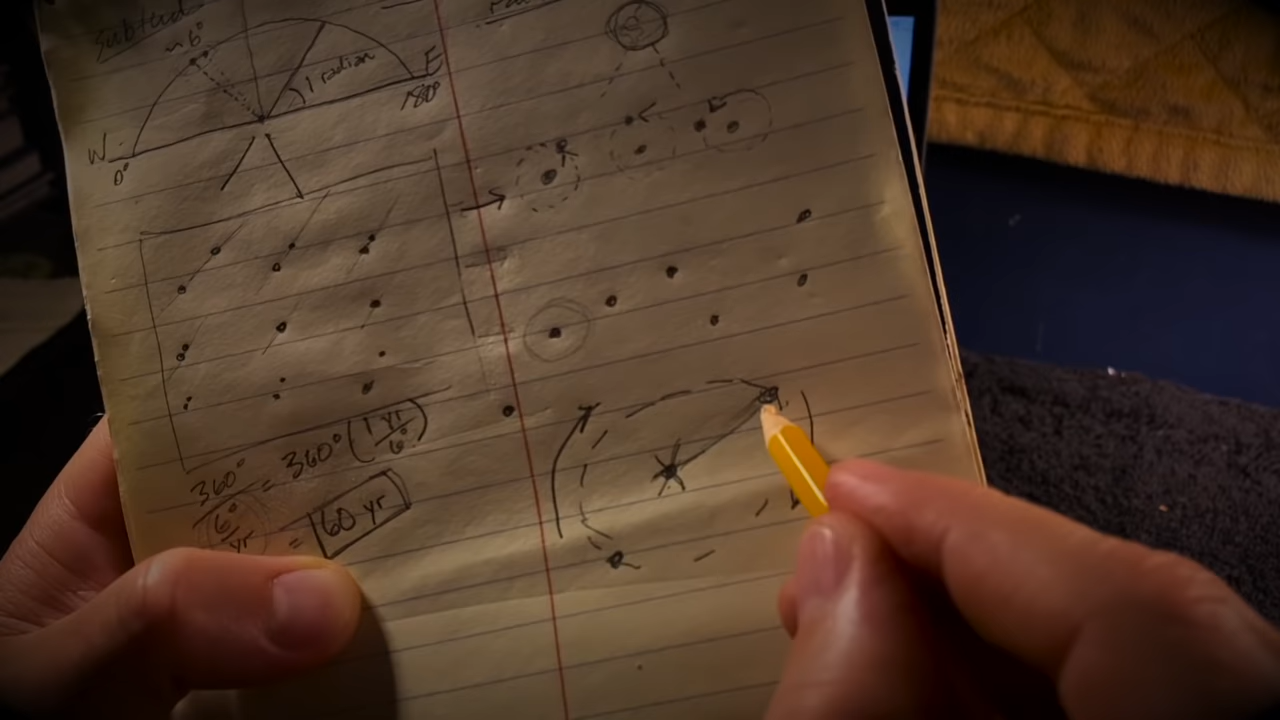 subtend
~6°
1 radian
E
180°
W
0°
360° = 360° (1 yr
6°/yr 6°)
= 60 yr